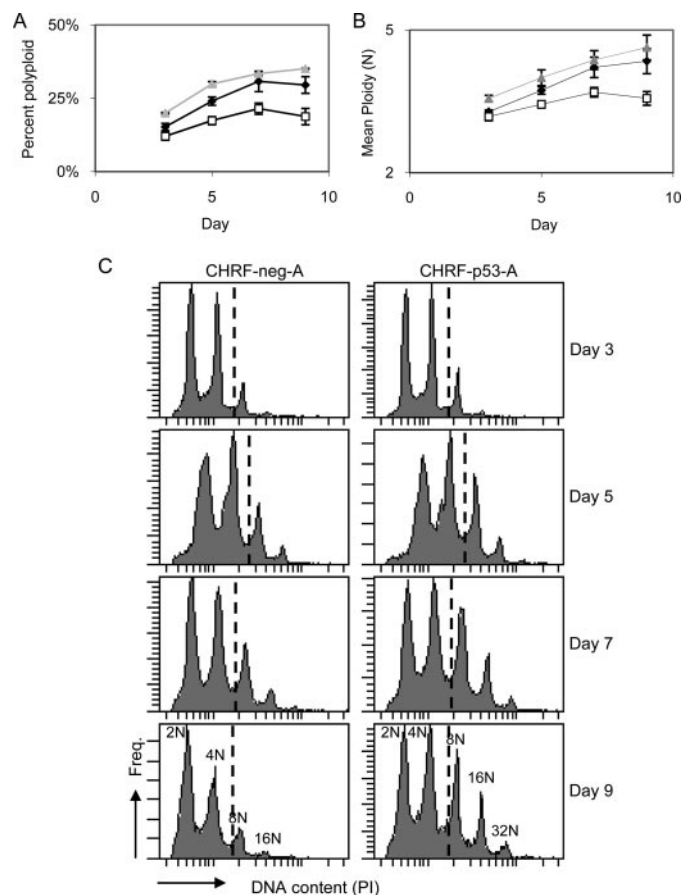 A
50%
25%
0%
Percent polyploid
0
5
10
Day
B
5
2
Mean Ploidy (N)
0
5
10
Day
C
CHRF-neg-A
CHRF-p53-A
Day 3
Day 5
Day 7
Day 9
2N
4N
8N
16N
2N
4N
8N
16N
32N
Freq.
DNA content (PI)